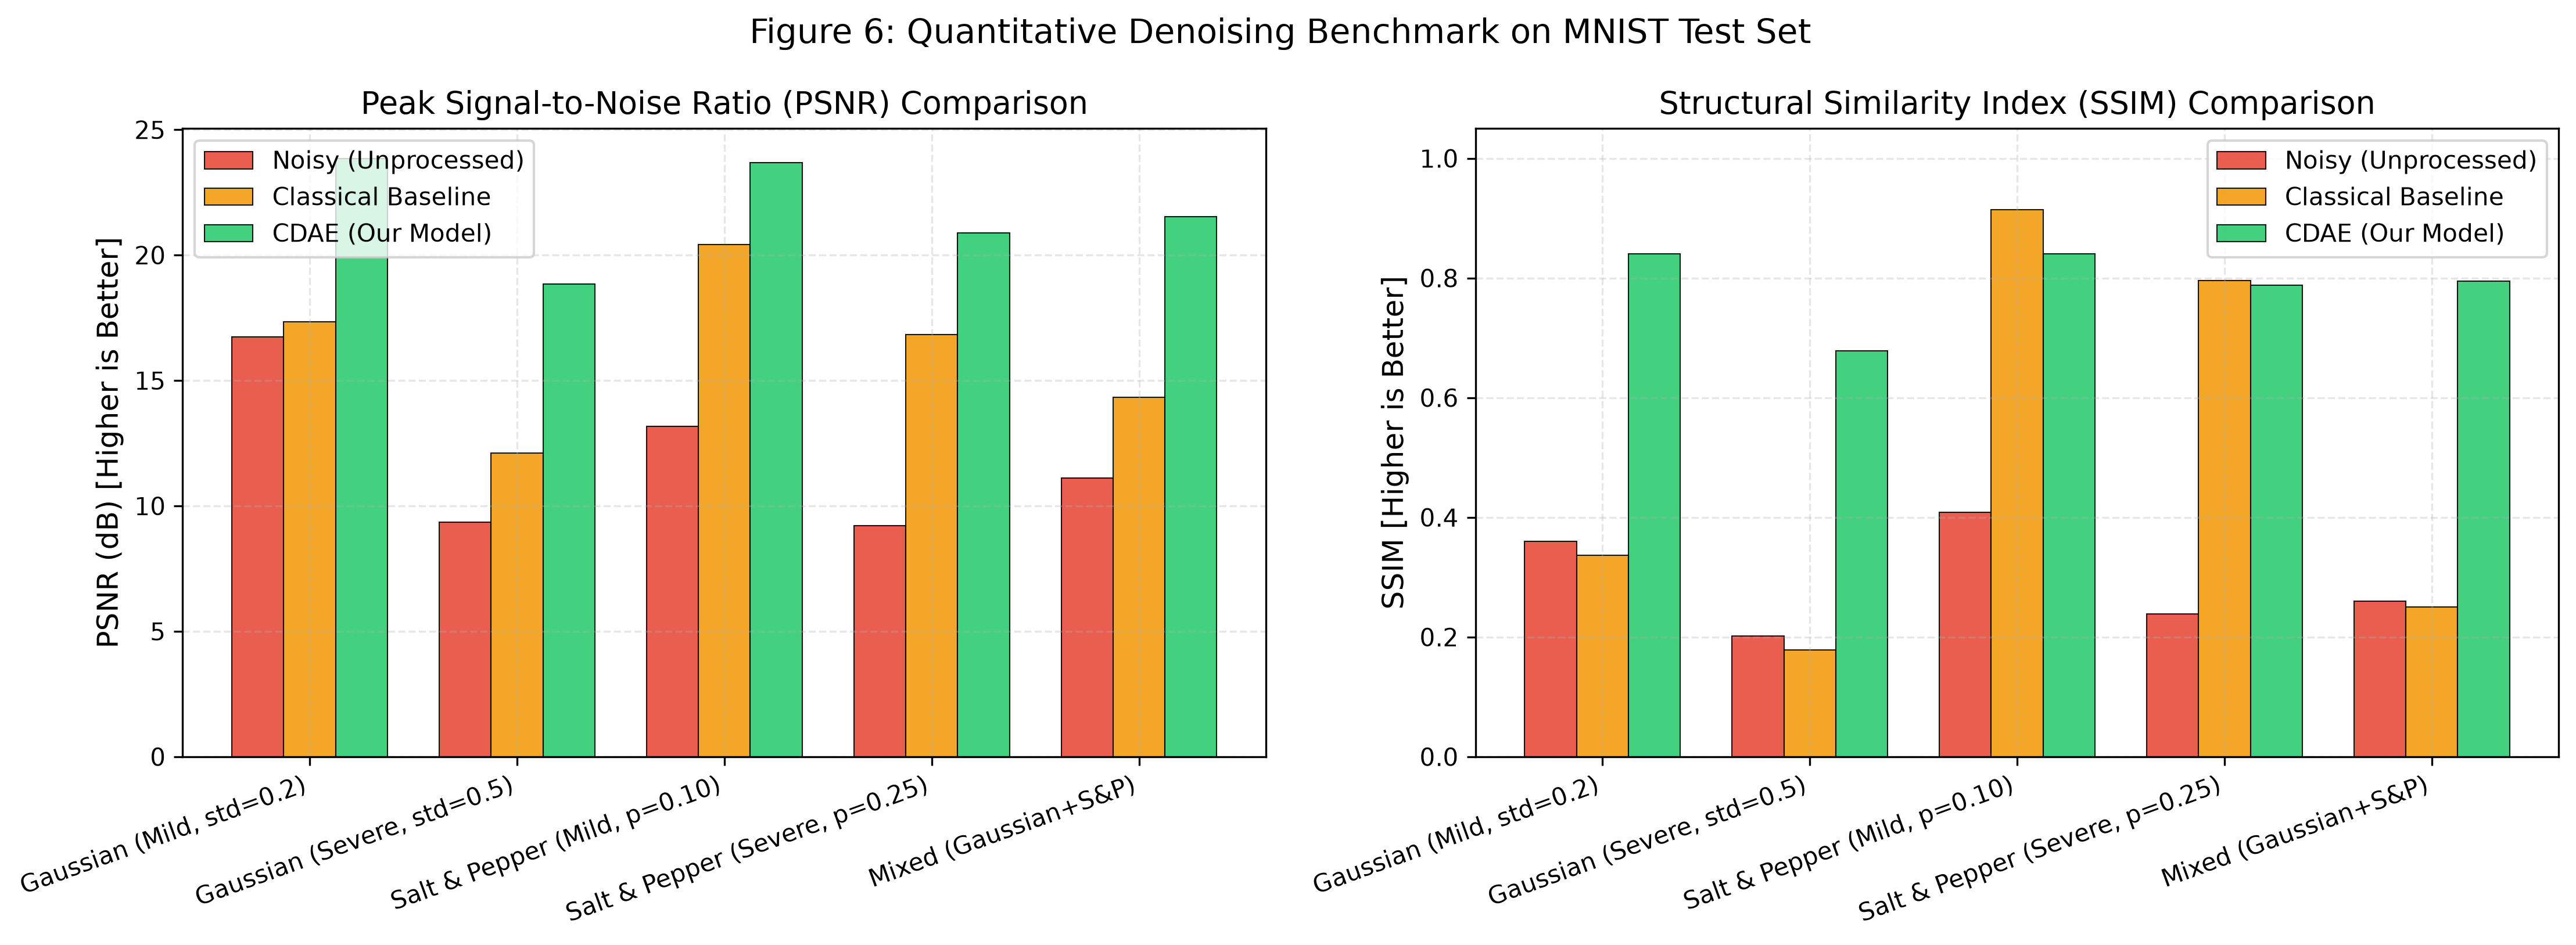 Figure 6: Quantitative Denoising Benchmark on MNIST Test Set
Peak Signal-to-Noise Ratio (PSNR) Comparison
PSNR (dB) [Higher is Better]
25
20
15
10
5
0
Noisy (Unprocessed)
Classical Baseline
CDAE (Our Model)
Gaussian (Mild, std=0.2)
Gaussian (Severe, std=0.5)
Salt & Pepper (Mild, p=0.10)
Salt & Pepper (Severe, p=0.25)
Mixed (Gaussian+S&P)
Structural Similarity Index (SSIM) Comparison
SSIM [Higher is Better]
1.0
0.8
0.6
0.4
0.2
0.0
Noisy (Unprocessed)
Classical Baseline
CDAE (Our Model)
Gaussian (Mild, std=0.2)
Gaussian (Severe, std=0.5)
Salt & Pepper (Mild, p=0.10)
Salt & Pepper (Severe, p=0.25)
Mixed (Gaussian+S&P)